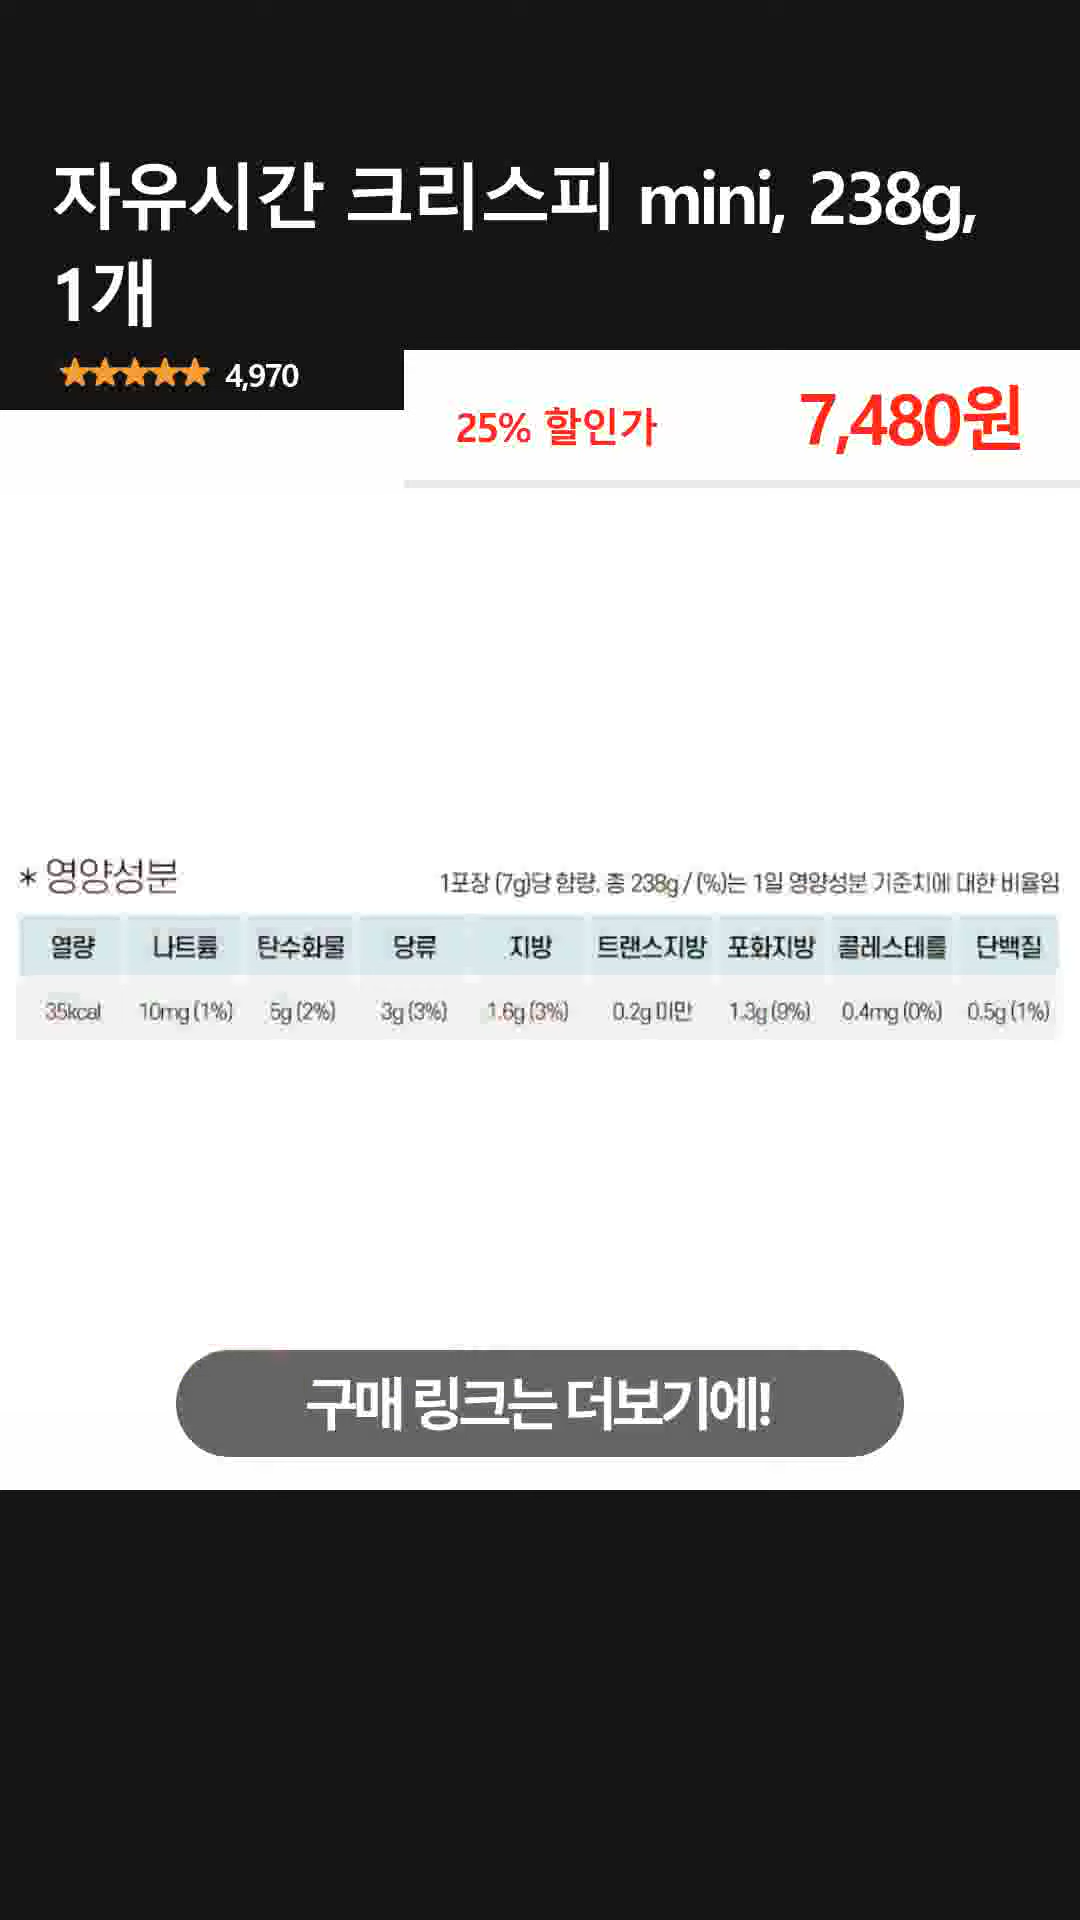 자유시간 크리스피 mini, 238g,
1개
4,970
25% 할인가 7,480원
* 영양성분
1포장 (7g)당 함량, 총 238g / (%)는 1일 영양성분 기준치에 대한 비율임
열량 나트륨 탄수화물 당류 지방 트랜스지방 포화지방 콜레스테롤 단백질
35kcal 10mg (1%) 5g (2%) 3g (3%) 1.6g (3%) 0.2g 미만 1.3g (9%) 0.4mg (0%) 0.5g (1%)
구매 링크는 더보기에!